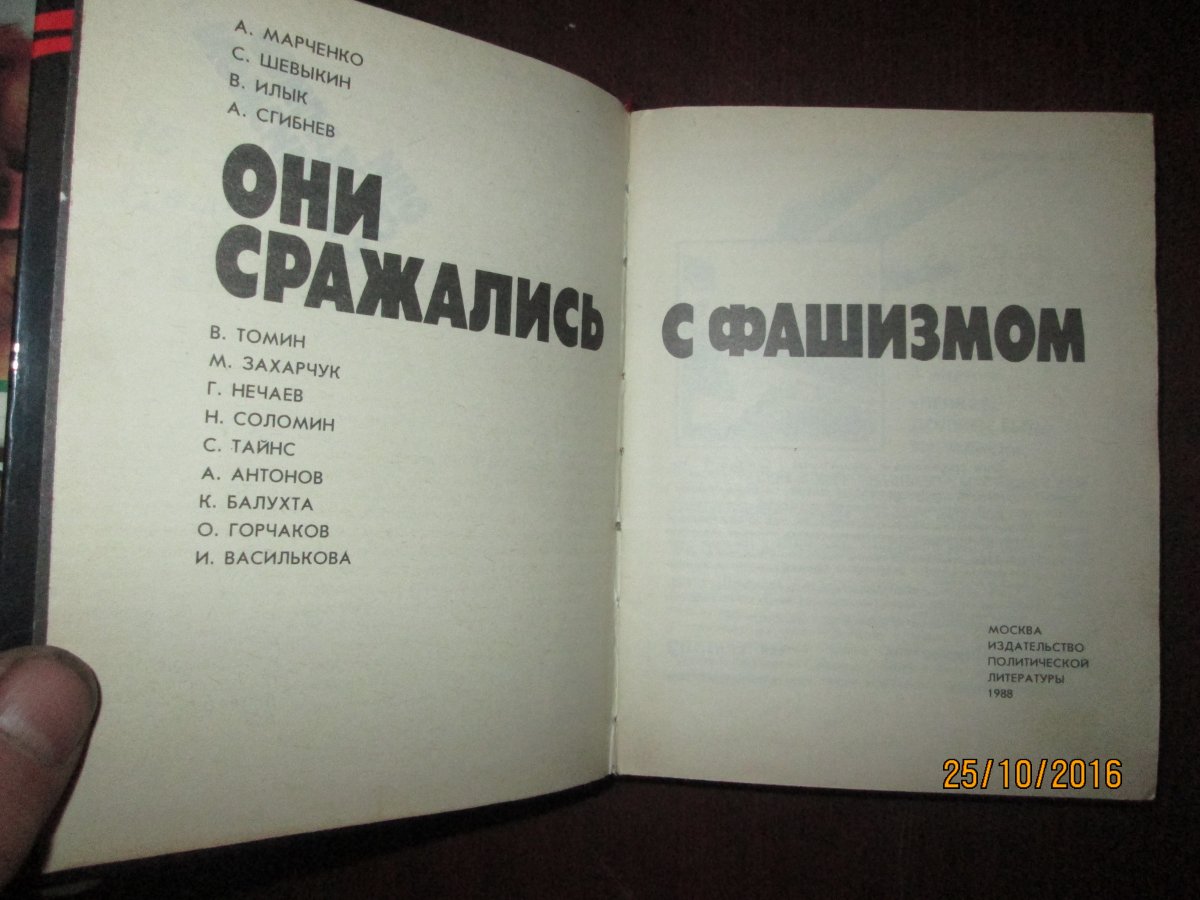 А. МАРЧЕНКО
С. ШЕВЫКИН
В. ИЛЫК
А. СГИБНЕВ
ОНИ
СРАЖАЛИСЬ
В. ТОМИН
М. ЗАХАРЧУК
Г. НЕЧАЕВ
Н. СОЛОМИН
С. ТАЙНС
А. АНТОНОВ
К. БАЛУХТА
О. ГОРЧАКОВ
И. ВАСИЛЬКОВА
С ФАШИЗМОМ
МОСКВА
ИЗДАТЕЛЬСТВО
ПОЛИТИЧЕСКОЙ
ЛИТЕРАТУРЫ
1988
25/10/2016